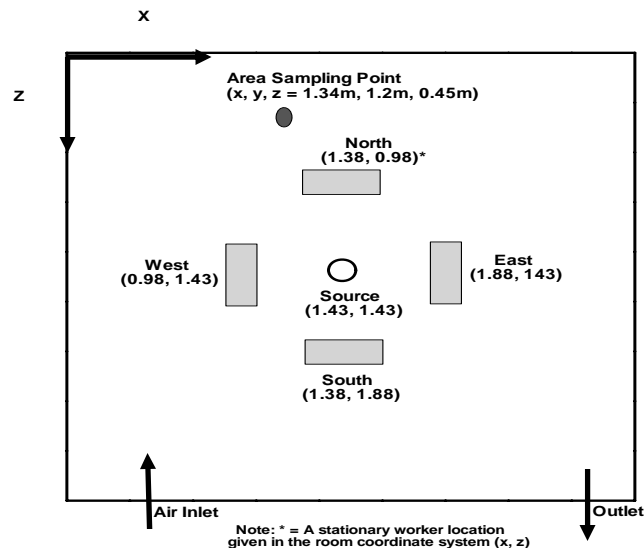 X
Z
Area Sampling Point
(x, y, z = 1.34m, 1.2m, 0.45m)
North
(1.38, 0.98)*
West
(0.98, 1.43)
East
(1.88, 143)
Source
(1.43, 1.43)
South
(1.38, 1.88)
Air Inlet
Outlet
Note: * = A stationary worker location
given in the room coordinate system (x, z)